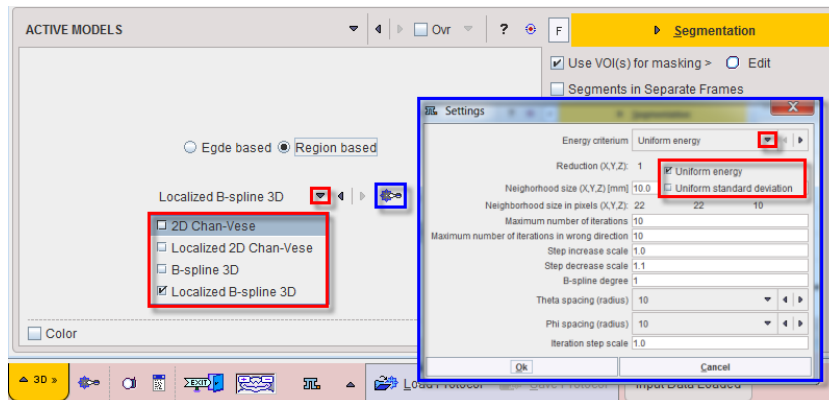 ACTIVE MODELS
Ovr
?
F
Segmentation
Use VOI(s) for masking > Edit
Segments in Separate Frames
Egde based Region based
Localized B-spline 3D
2D Chan-Vese
Localized 2D Chan-Vese
B-spline 3D
Localized B-spline 3D
Color
Settings
X
Energy criterium Uniform energy
Uniform energy
Uniform standard deviation
Reduction (X,Y,Z): 1
Neighorhood size (X,Y,Z) [mm] 10.0
Neighborhood size in pixels (X,Y,Z): 22 22 10
Maximum number of iterations 10
Maximum number of iterations in wrong direction 10
Step increase scale 1.0
Step decrease scale 1.1
B-spline degree 1
Theta spacing (radius) 10
Phi spacing (radius) 10
Iteration step scale 1.0
Ok Cancel
3D »
EXIT
Load Protocol Save Protocol Input Data Loaded